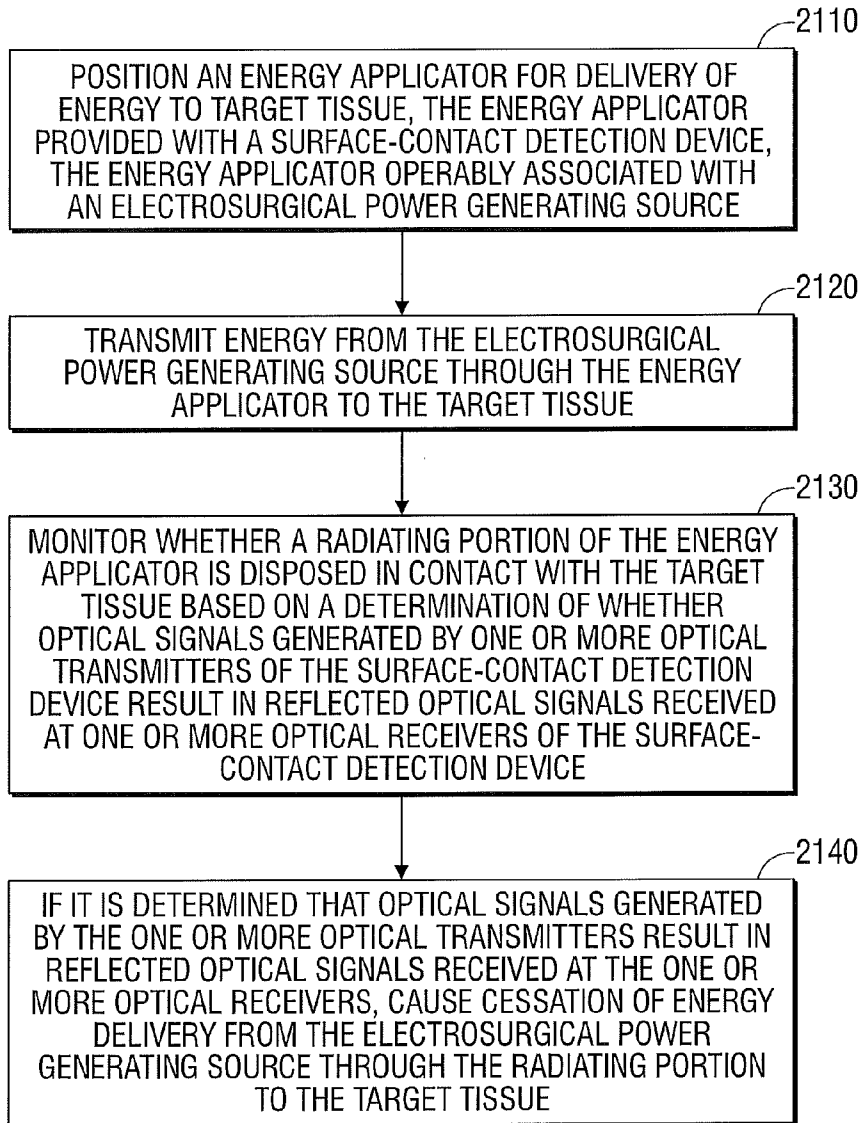 2110
POSITION AN ENERGY APPLICATOR FOR DELIVERY OF
ENERGY TO TARGET TISSUE, THE ENERGY APPLICATOR
PROVIDED WITH A SURFACE-CONTACT DETECTION DEVICE,
THE ENERGY APPLICATOR OPERABLY ASSOCIATED WITH
AN ELECTROSURGICAL POWER GENERATING SOURCE
2120
TRANSMIT ENERGY FROM THE ELECTROSURGICAL
POWER GENERATING SOURCE THROUGH THE ENERGY
APPLICATOR TO THE TARGET TISSUE
2130
MONITOR WHETHER A RADIATING PORTION OF THE ENERGY
APPLICATOR IS DISPOSED IN CONTACT WITH THE TARGET
TISSUE BASED ON A DETERMINATION OF WHETHER
OPTICAL SIGNALS GENERATED BY ONE OR MORE OPTICAL
TRANSMITTERS OF THE SURFACE-CONTACT DETECTION
DEVICE RESULT IN REFLECTED OPTICAL SIGNALS RECEIVED
AT ONE OR MORE OPTICAL RECEIVERS OF THE SURFACE-
CONTACT DETECTION DEVICE
2140
IF IT IS DETERMINED THAT OPTICAL SIGNALS GENERATED
BY THE ONE OR MORE OPTICAL TRANSMITTERS RESULT IN
REFLECTED OPTICAL SIGNALS RECEIVED AT THE ONE OR
MORE OPTICAL RECEIVERS, CAUSE CESSATION OF ENERGY
DELIVERY FROM THE ELECTROSURGICAL POWER
GENERATING SOURCE THROUGH THE RADIATING PORTION
TO THE TARGET TISSUE